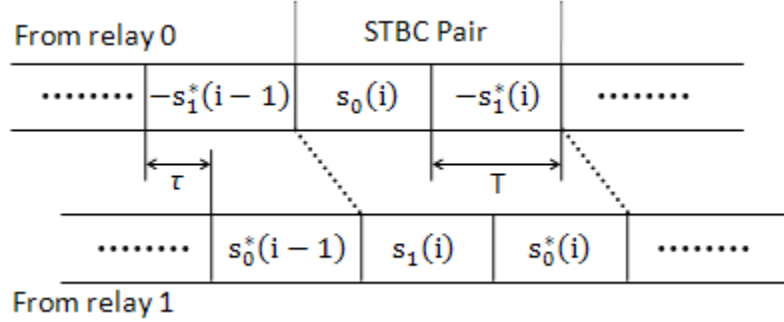 From relay 0 STBC Pair
········ −s₁*(i − 1) s₀(i) −s₁*(i) ········
τ T
········ s₀*(i − 1) s₁(i) s₀*(i) ········
From relay 1